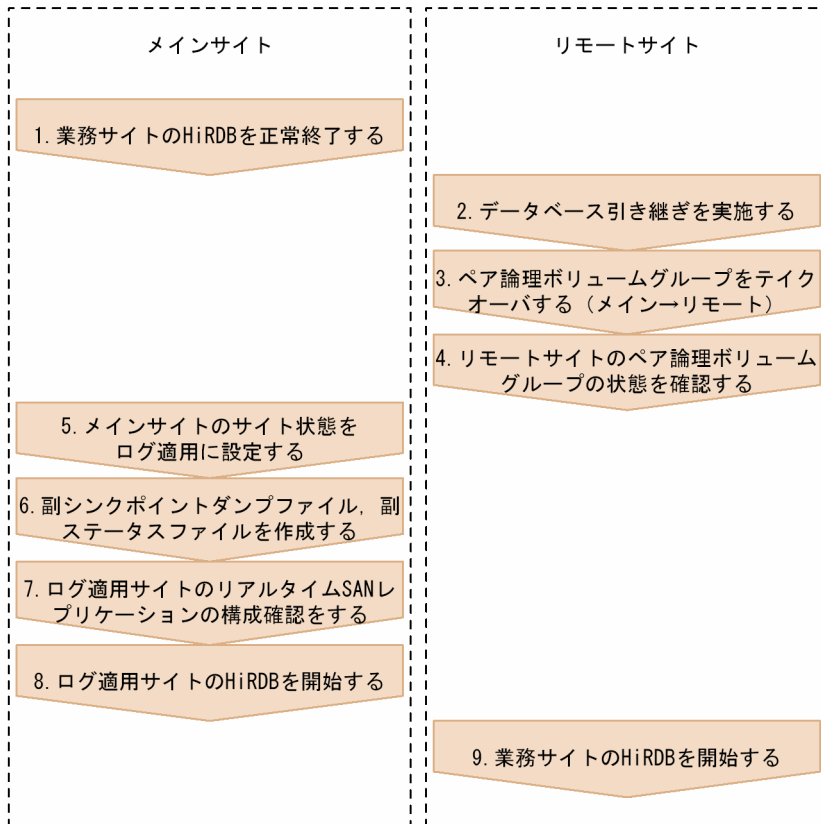 メインサイト
リモートサイト
1.業務サイトのHiRDBを正常終了する
2.データベース引き継ぎを実施する
3.ペア論理ボリュームグループをテイク
オーバする（メイン→リモート）
4.リモートサイトのペア論理ボリューム
グループの状態を確認する
5.メインサイトのサイト状態を
ログ適用に設定する
6.副シンクポイントダンプファイル，副
ステータスファイルを作成する
7.ログ適用サイトのリアルタイムSANレ
プリケーションの構成確認をする
8.ログ適用サイトのHiRDBを開始する
9.業務サイトのHiRDBを開始する